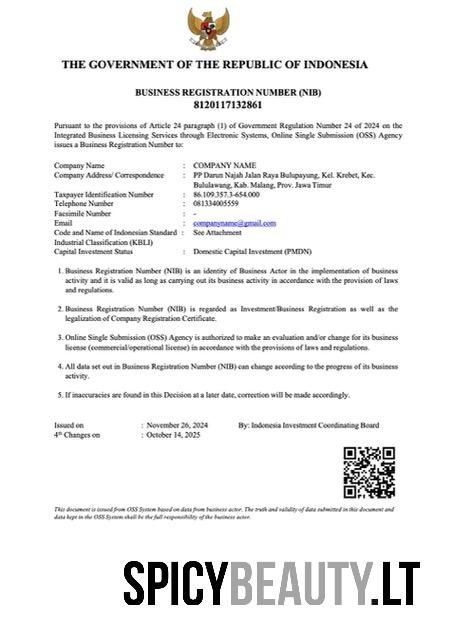 THE GOVERNMENT OF THE REPUBLIC OF INDONESIA
BUSINESS REGISTRATION NUMBER (NIB)
8120117132861
Pursuant to the provisions of Article 24 paragraph (1) of Government Regulation Number 24 of 2024 on the
Integrated Business Licensing Services through Electronic Systems, Online Single Submission (OSS) Agency
issues a Business Registration Number to:
Company Name : COMPANY NAME
Company Address/ Correspondence : PP Darun Najah Jalan Raya Bulupayung, Kel. Krebet, Kec.
Bululawang, Kab. Malang, Prov. Jawa Timur
Taxpayer Identification Number : 86.109.357.3-654.000
Telephone Number : 081334005559
Facsimile Number : -
Email : companyname@gmail.com
Code and Name of Indonesian Standard : See Attachment
Industrial Classification (KBLI)
Capital Investment Status : Domestic Capital Investment (PMDN)
1. Business Registration Number (NIB) is an identity of Business Actor in the implementation of business
activity and it is valid as long as carrying out its business activity in accordance with the provision of laws
and regulations.
2. Business Registration Number (NIB) is regarded as Investment/Business Registration as well as the
legalization of Company Registration Certificate.
3. Online Single Submission (OSS) Agency is authorized to make an evaluation and/or change for its business
license (commercial/operational license) in accordance with the provisions of laws and regulations.
4. All data set out in Business Registration Number (NIB) can change according to the progress of its business
activity.
5. If inaccuracies are found in this Decision at a later date, correction will be made accordingly.
Issued on : November 26, 2024 By: Indonesia Investment Coordinating Board
4th Changes on : October 14, 2025
This document is issued from OSS System based on data from business actor. The truth and validity of data submitted in this document and
data kept in the OSS System shall be the full responsibility of the business actor.
SPICYBEAUTY.LT